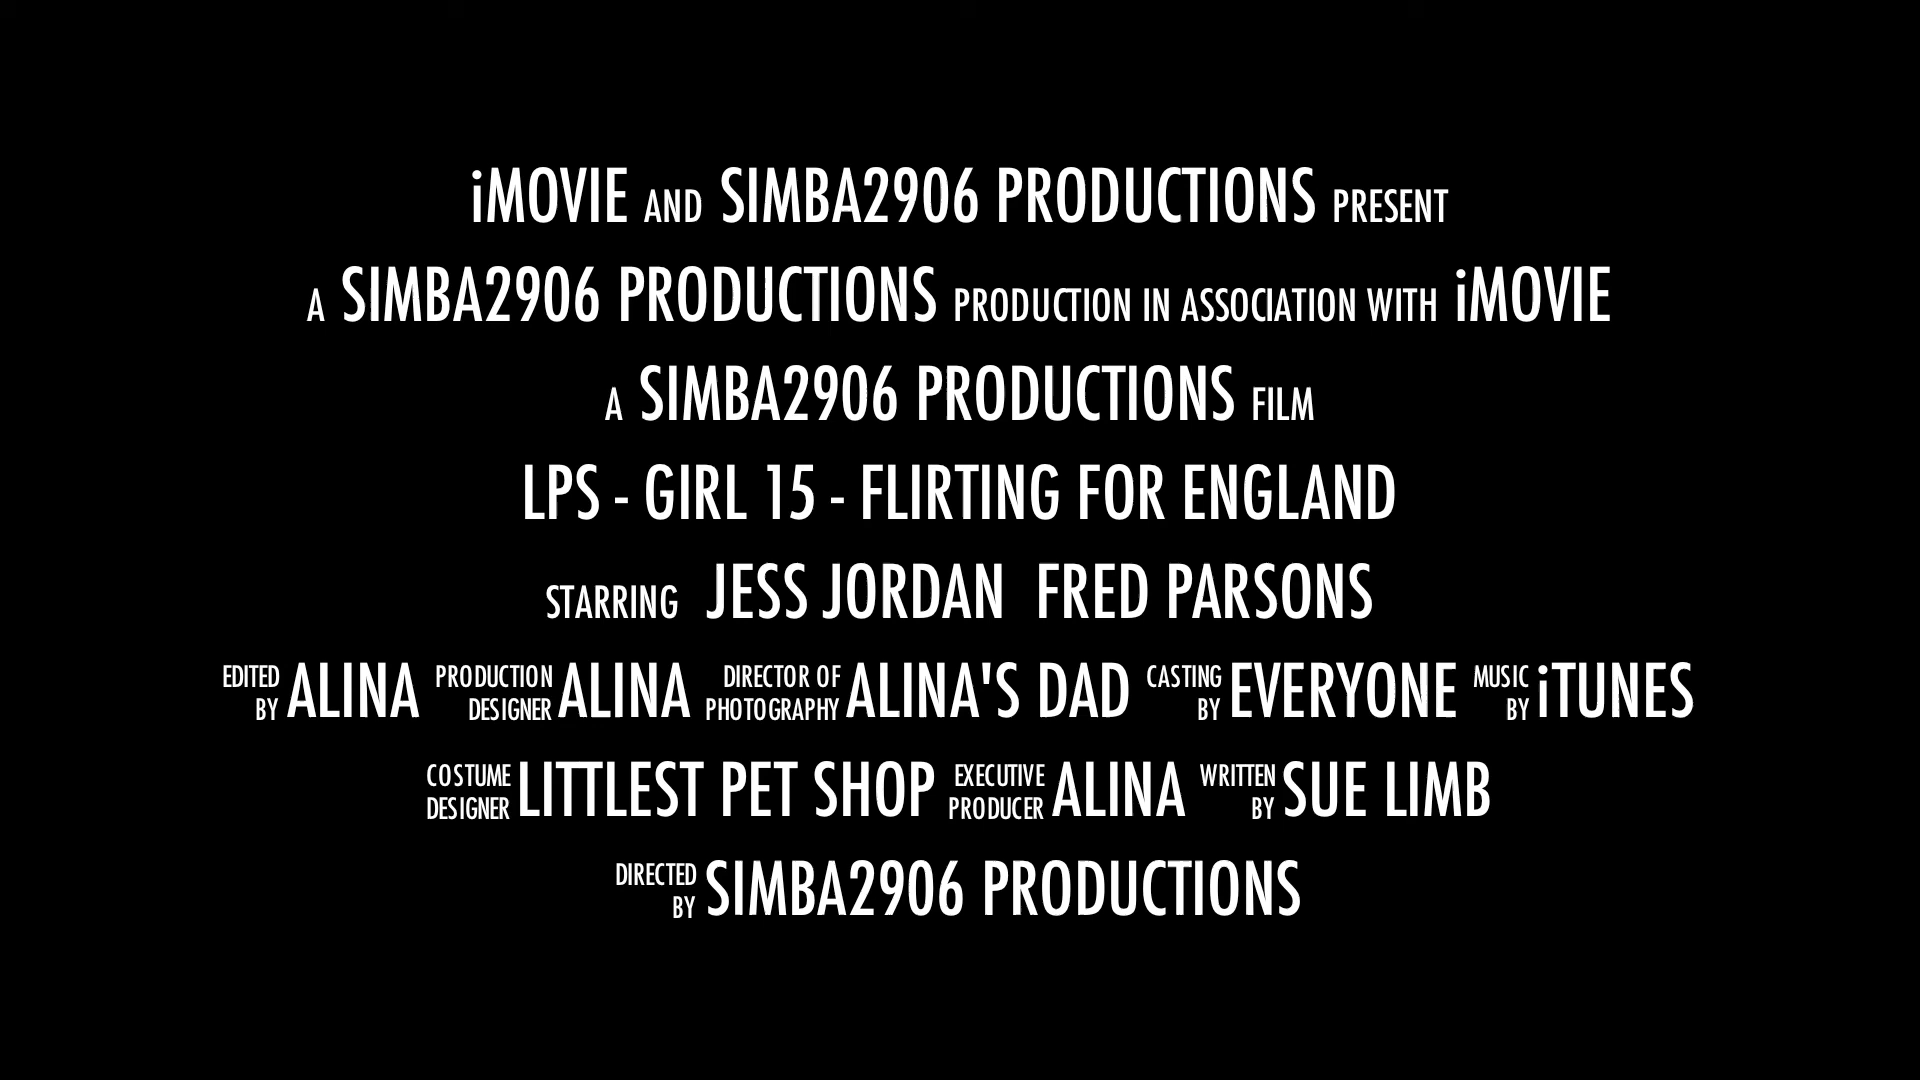 iMOVIE AND SIMBA2906 PRODUCTIONS PRESENT
A SIMBA2906 PRODUCTIONS PRODUCTION IN ASSOCIATION WITH iMOVIE
A SIMBA2906 PRODUCTIONS FILM
LPS - GIRL 15 - FLIRTING FOR ENGLAND
STARRING JESS JORDAN FRED PARSONS
EDITED BY ALINA PRODUCTION DESIGNER ALINA DIRECTOR OF PHOTOGRAPHY ALINA'S DAD CASTING BY EVERYONE MUSIC BY iTUNES
COSTUME DESIGNER LITTLEST PET SHOP EXECUTIVE PRODUCER ALINA WRITTEN BY SUE LIMB
DIRECTED BY SIMBA2906 PRODUCTIONS